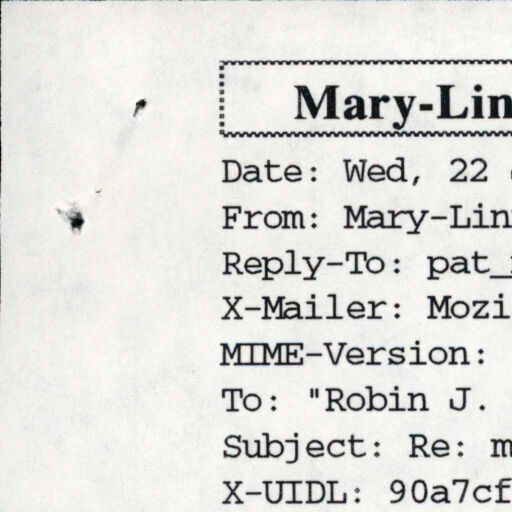 Mary-Lin
Date: Wed, 22
From: Mary-Lin
Reply-To: pat_
X-Mailer: Mozi
MIME-Version:
To: "Robin J.
Subject: Re: m
X-UIDL: 90a7cf